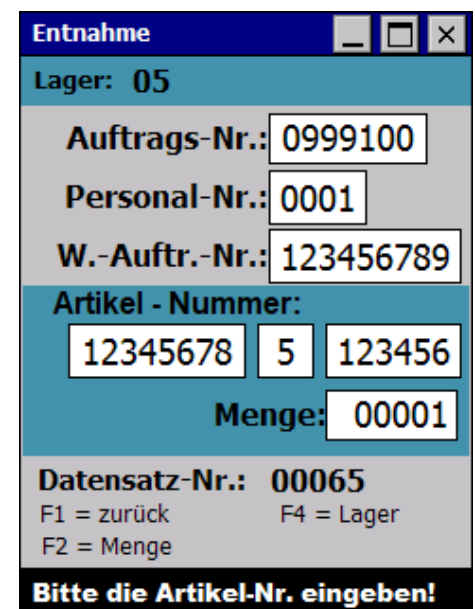 Entnahme
Lager: 05
Auftrags-Nr.: 0999100
Personal-Nr.: 0001
W.-Auftr.-Nr.: 123456789
Artikel - Nummer:
12345678 5 123456
Menge: 00001
Datensatz-Nr.: 00065
F1 = zurück F4 = Lager
F2 = Menge
Bitte die Artikel-Nr. eingeben!